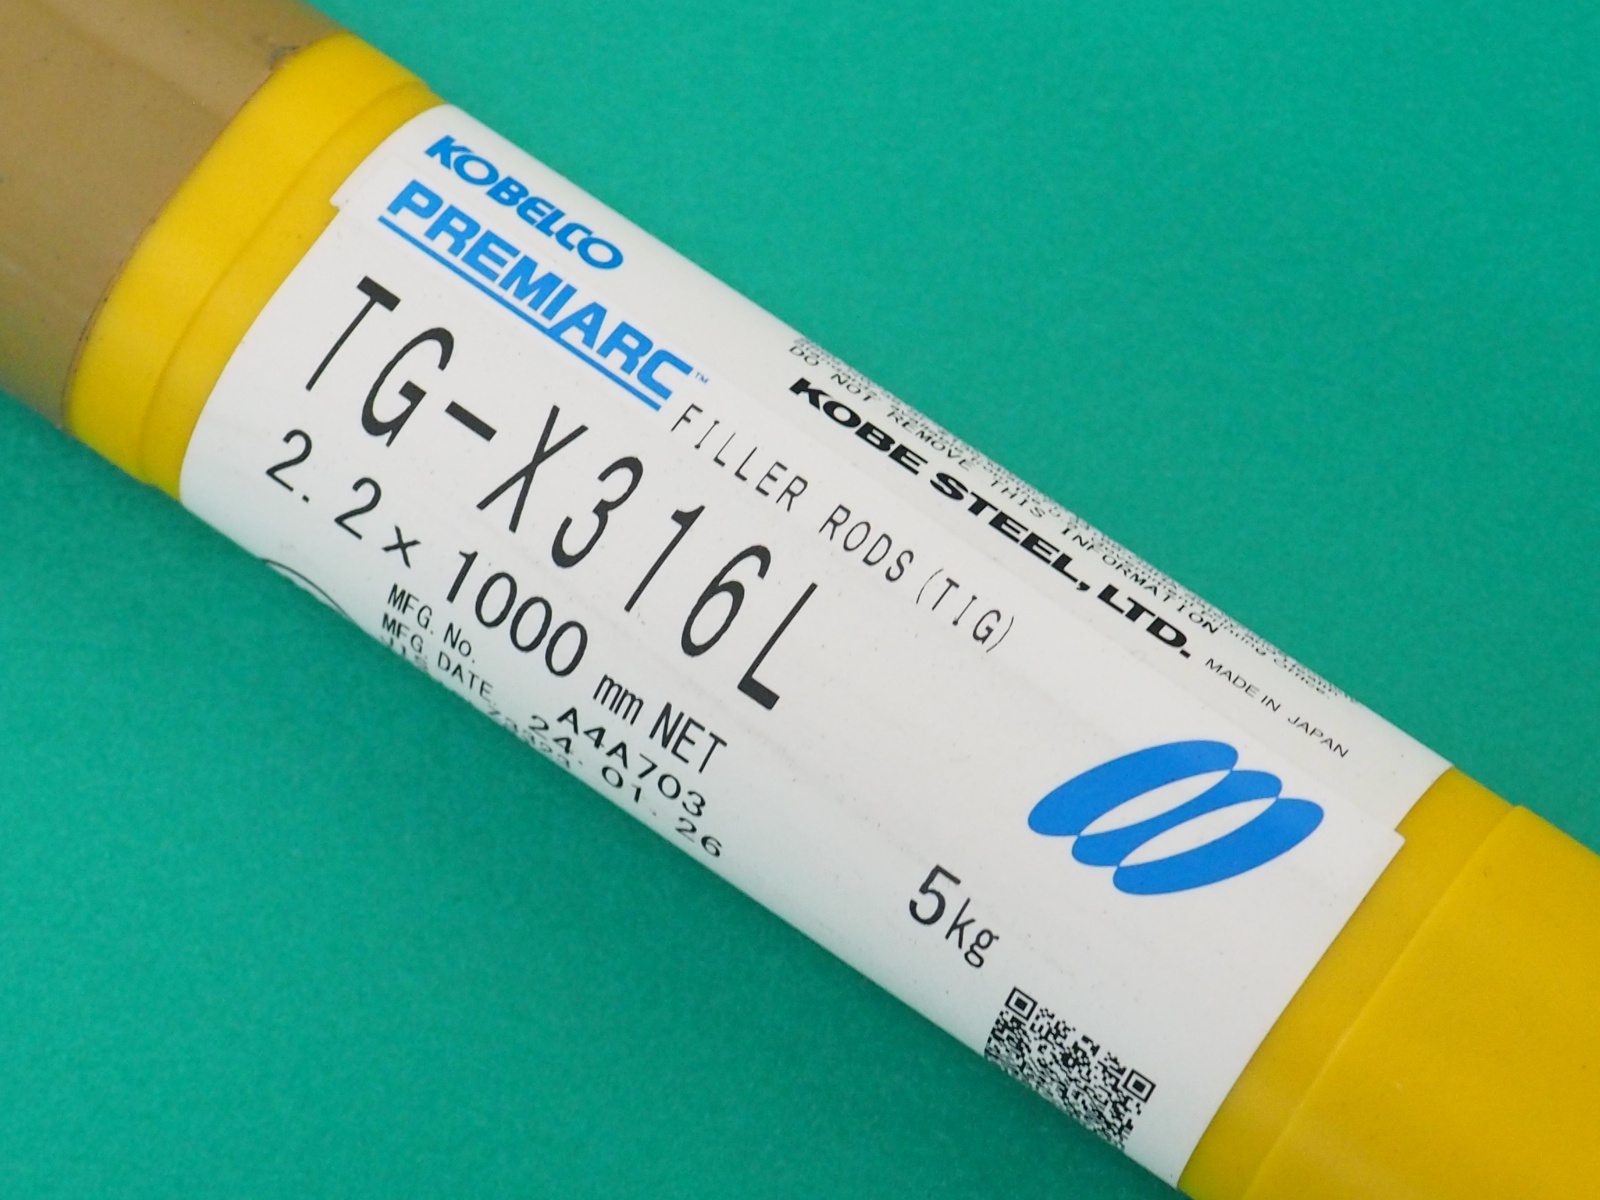 KOBELCO
PREMIARC™
FILLER RODS (TIG)
TG-X316L
2.2× 1000 mm NET
MFG. No. A4A703
MFG. DATE 24. 01. 26
5kg
DO NOT REMOVE THIS INFORMATION
KOBE STEEL, LTD. MADE IN JAPAN